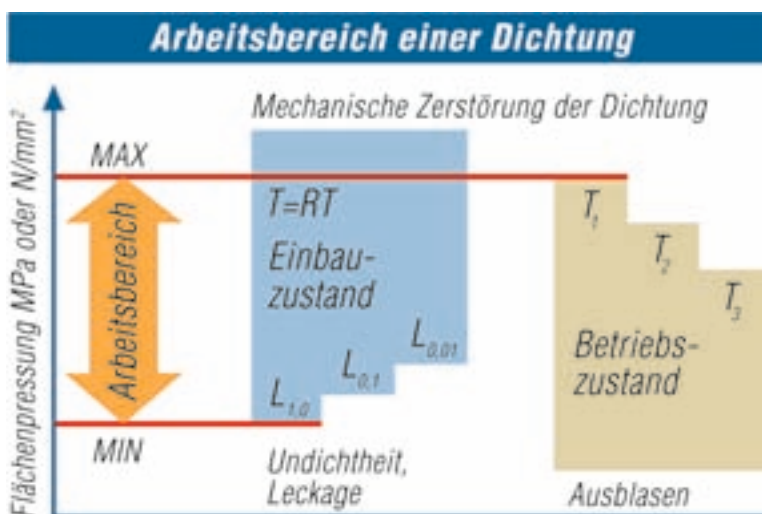 Arbeitsbereich einer Dichtung
Flächenpressung MPa oder N/mm²
Mechanische Zerstörung der Dichtung
MAX
Arbeitsbereich
MIN
T=RT
Einbau-
zustand
L1,0
L0,1
L0,01
Undichtheit,
Leckage
T1
T2
T3
Betriebs-
zustand
Ausblasen